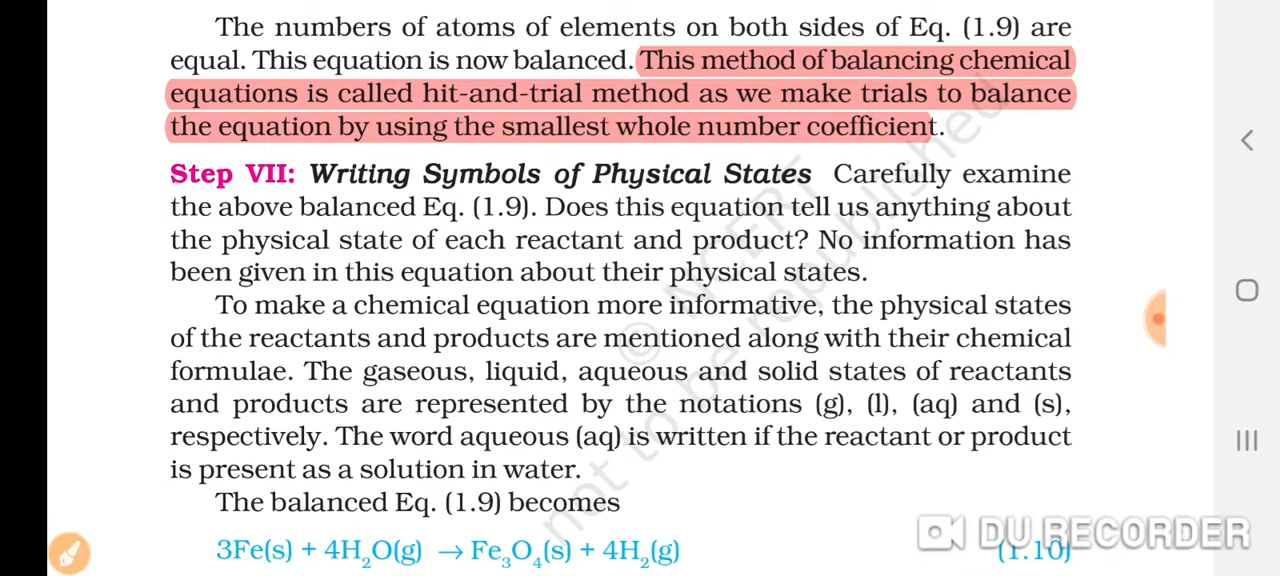 The numbers of atoms of elements on both sides of Eq. (1.9) are
equal. This equation is now balanced. This method of balancing chemical
equations is called hit-and-trial method as we make trials to balance
the equation by using the smallest whole number coefficient.
Step VII: Writing Symbols of Physical States Carefully examine
the above balanced Eq. (1.9). Does this equation tell us anything about
the physical state of each reactant and product? No information has
been given in this equation about their physical states.
To make a chemical equation more informative, the physical states
of the reactants and products are mentioned along with their chemical
formulae. The gaseous, liquid, aqueous and solid states of reactants
and products are represented by the notations (g), (l), (aq) and (s),
respectively. The word aqueous (aq) is written if the reactant or product
is present as a solution in water.
The balanced Eq. (1.9) becomes
3Fe(s) + 4H₂O(g) → Fe₃O₄(s) + 4H₂(g) (1.10)
© NCERT
not to be republished
DU RECORDER